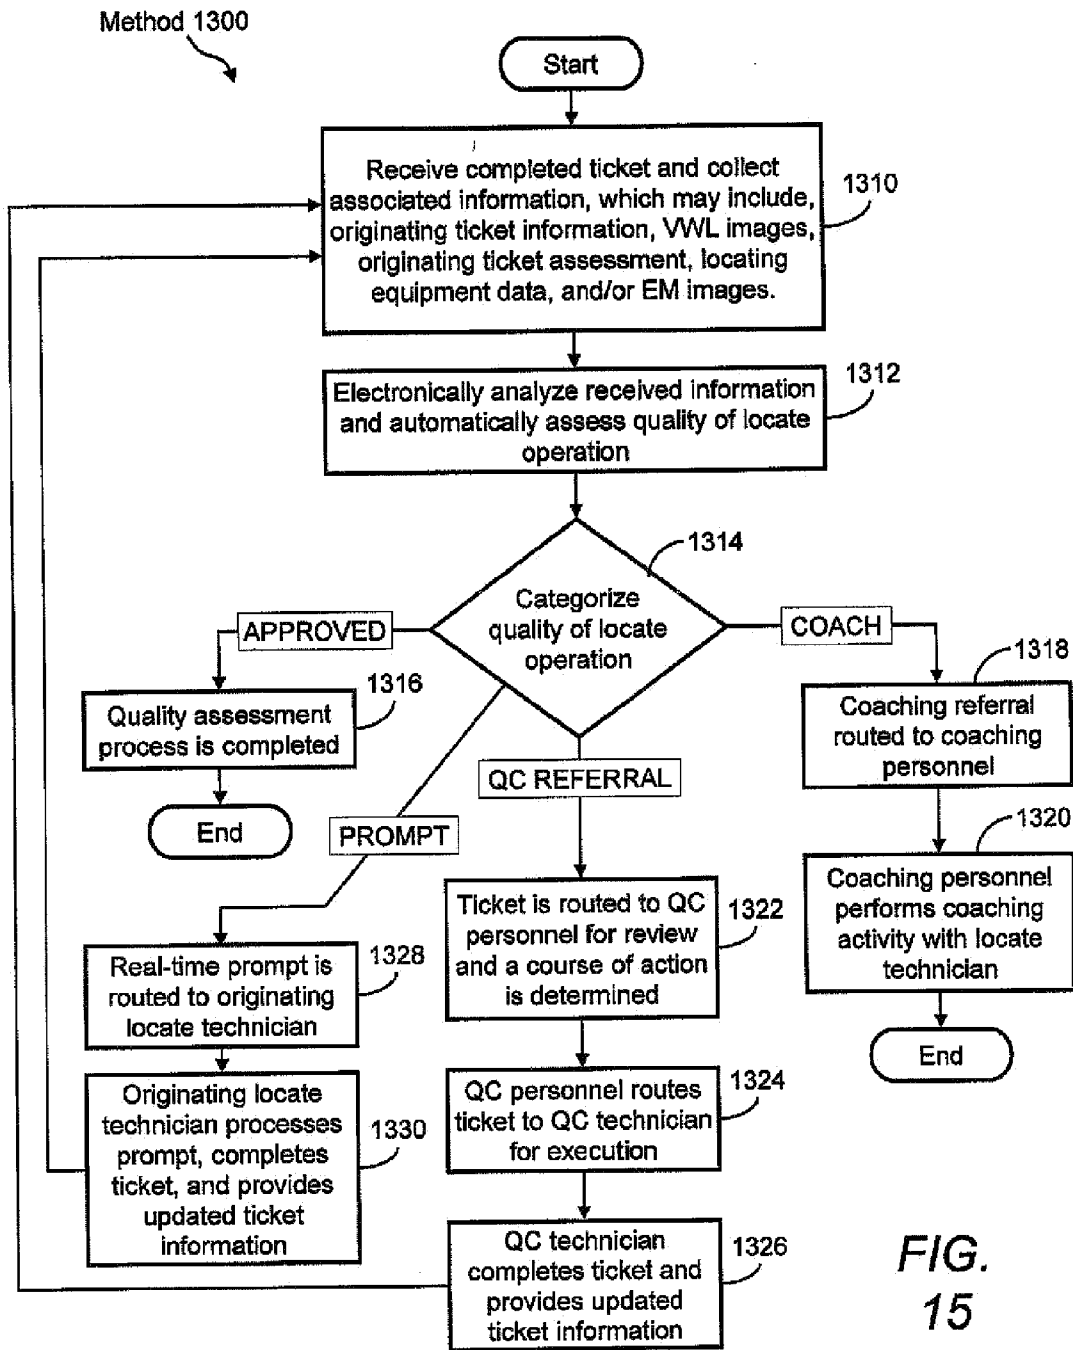 Method 1300
Start
Receive completed ticket and collect
associated information, which may include,
originating ticket information, VWL images,
originating ticket assessment, locating
equipment data, and/or EM images.
1310
Electronically analyze received information
and automatically assess quality of locate
operation
1312
Categorize
quality of locate
operation
1314
APPROVED
COACH
Quality assessment
process is completed
1316
End
PROMPT
QC REFERRAL
Coaching referral
routed to coaching
personnel
1318
Coaching personnel
performs coaching
activity with locate
technician
1320
End
Ticket is routed to QC
personnel for review
and a course of action
is determined
1322
Real-time prompt is
routed to originating
locate technician
1328
QC personnel routes
ticket to QC technician
for execution
1324
Originating locate
technician processes
prompt, completes
ticket, and provides
updated ticket
information
1330
QC technician
completes ticket and
provides updated
ticket information
1326
FIG.
15